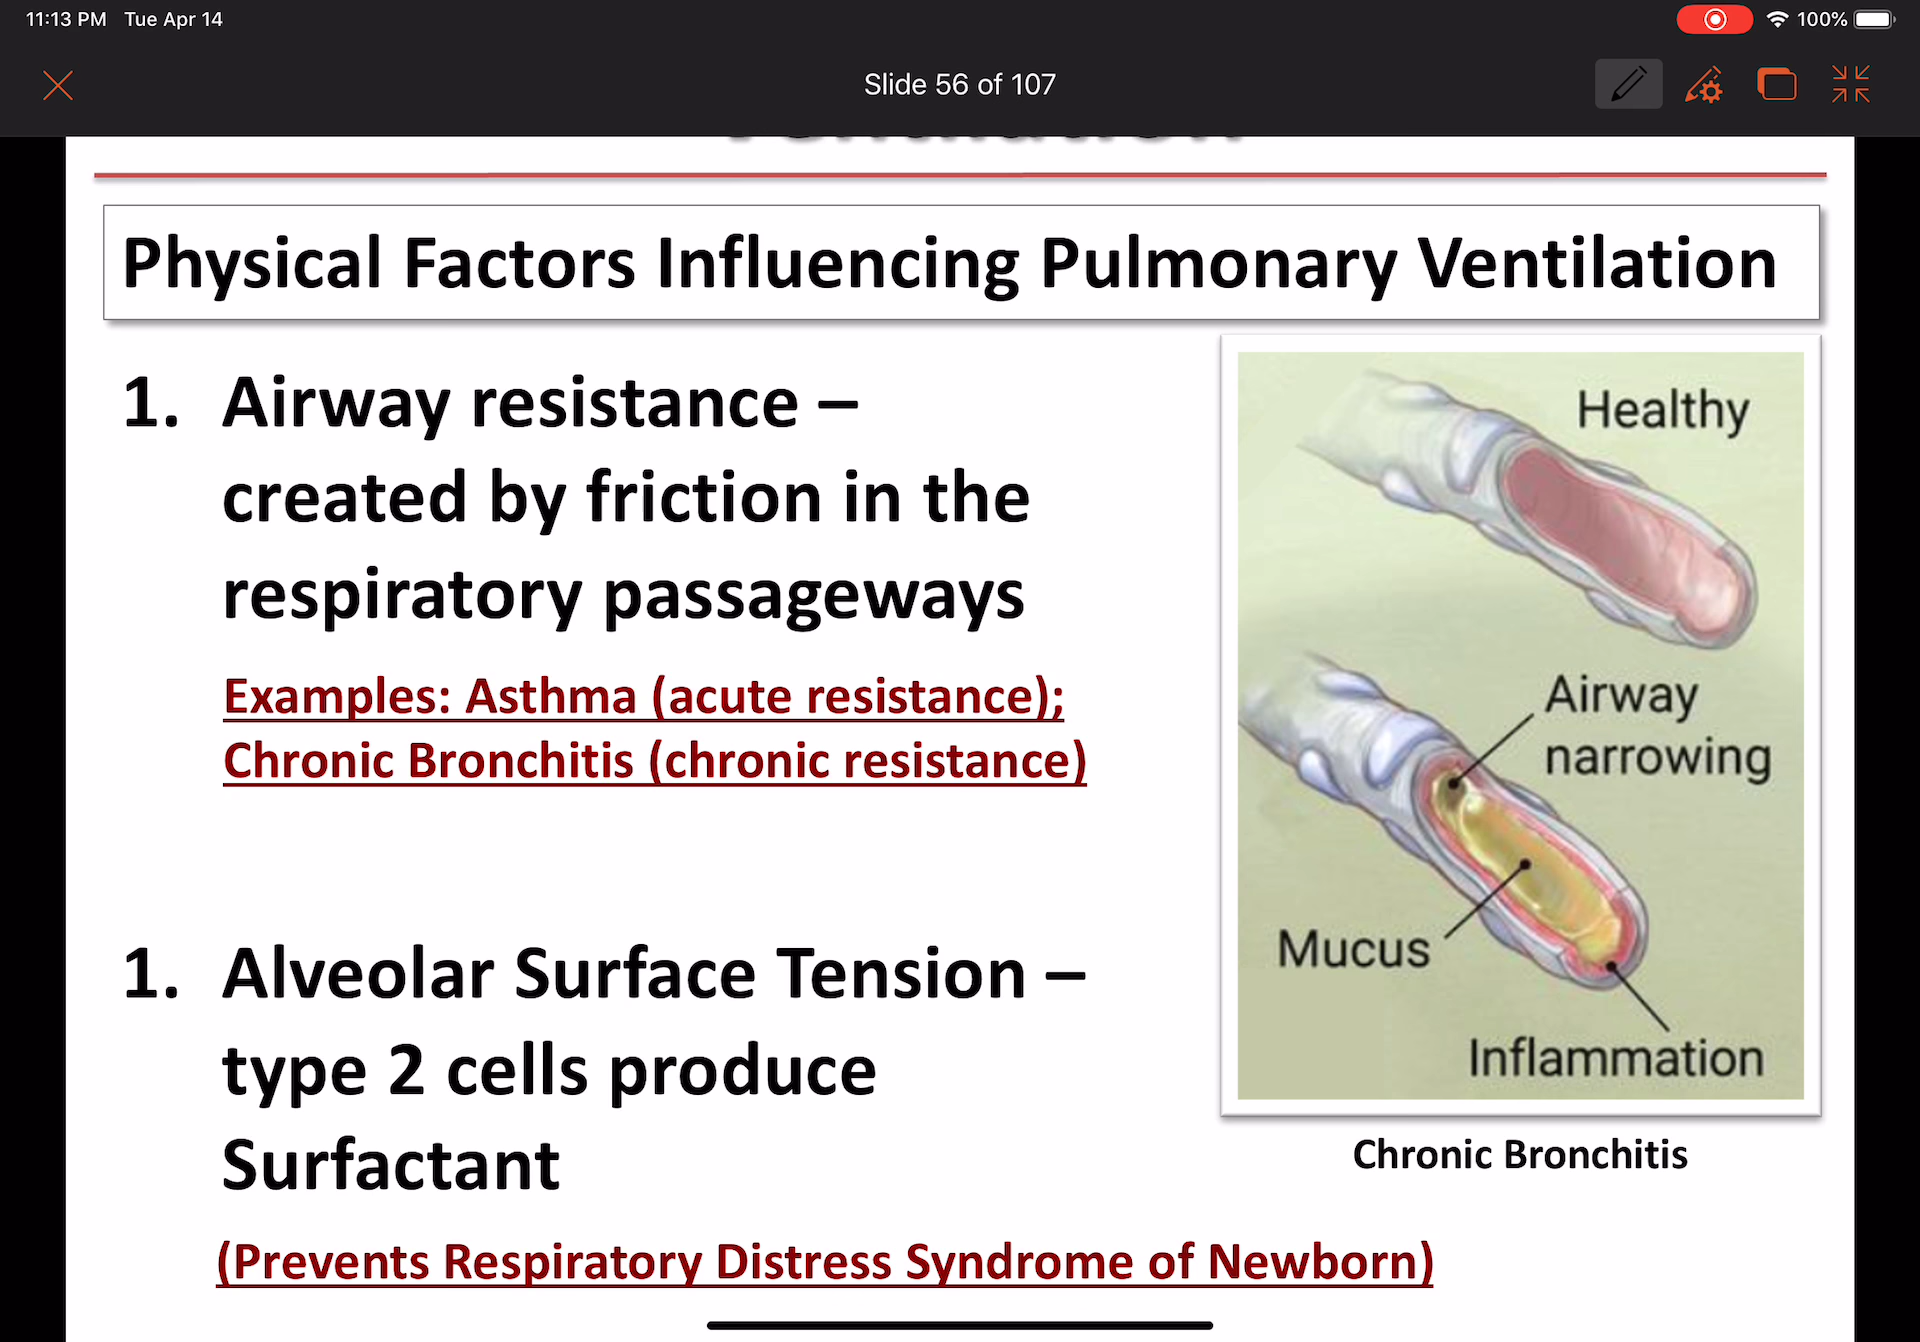 11:13 PM Tue Apr 14
100%
Slide 56 of 107
Physical Factors Influencing Pulmonary Ventilation
1. Airway resistance –
created by friction in the
respiratory passageways
Examples: Asthma (acute resistance);
Chronic Bronchitis (chronic resistance)
1. Alveolar Surface Tension –
type 2 cells produce
Surfactant
(Prevents Respiratory Distress Syndrome of Newborn)
Healthy
Airway
narrowing
Mucus
Inflammation
Chronic Bronchitis